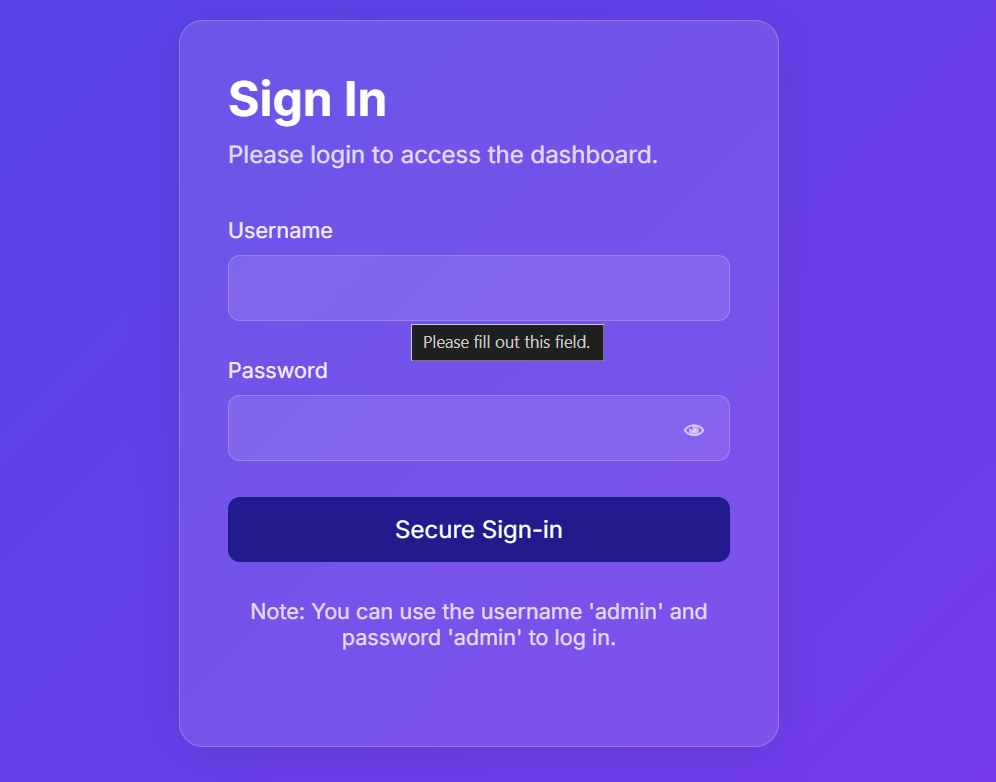 Sign In
Please login to access the dashboard.
Username
Please fill out this field.
Password
Secure Sign-in
Note: You can use the username 'admin' and
password 'admin' to log in.